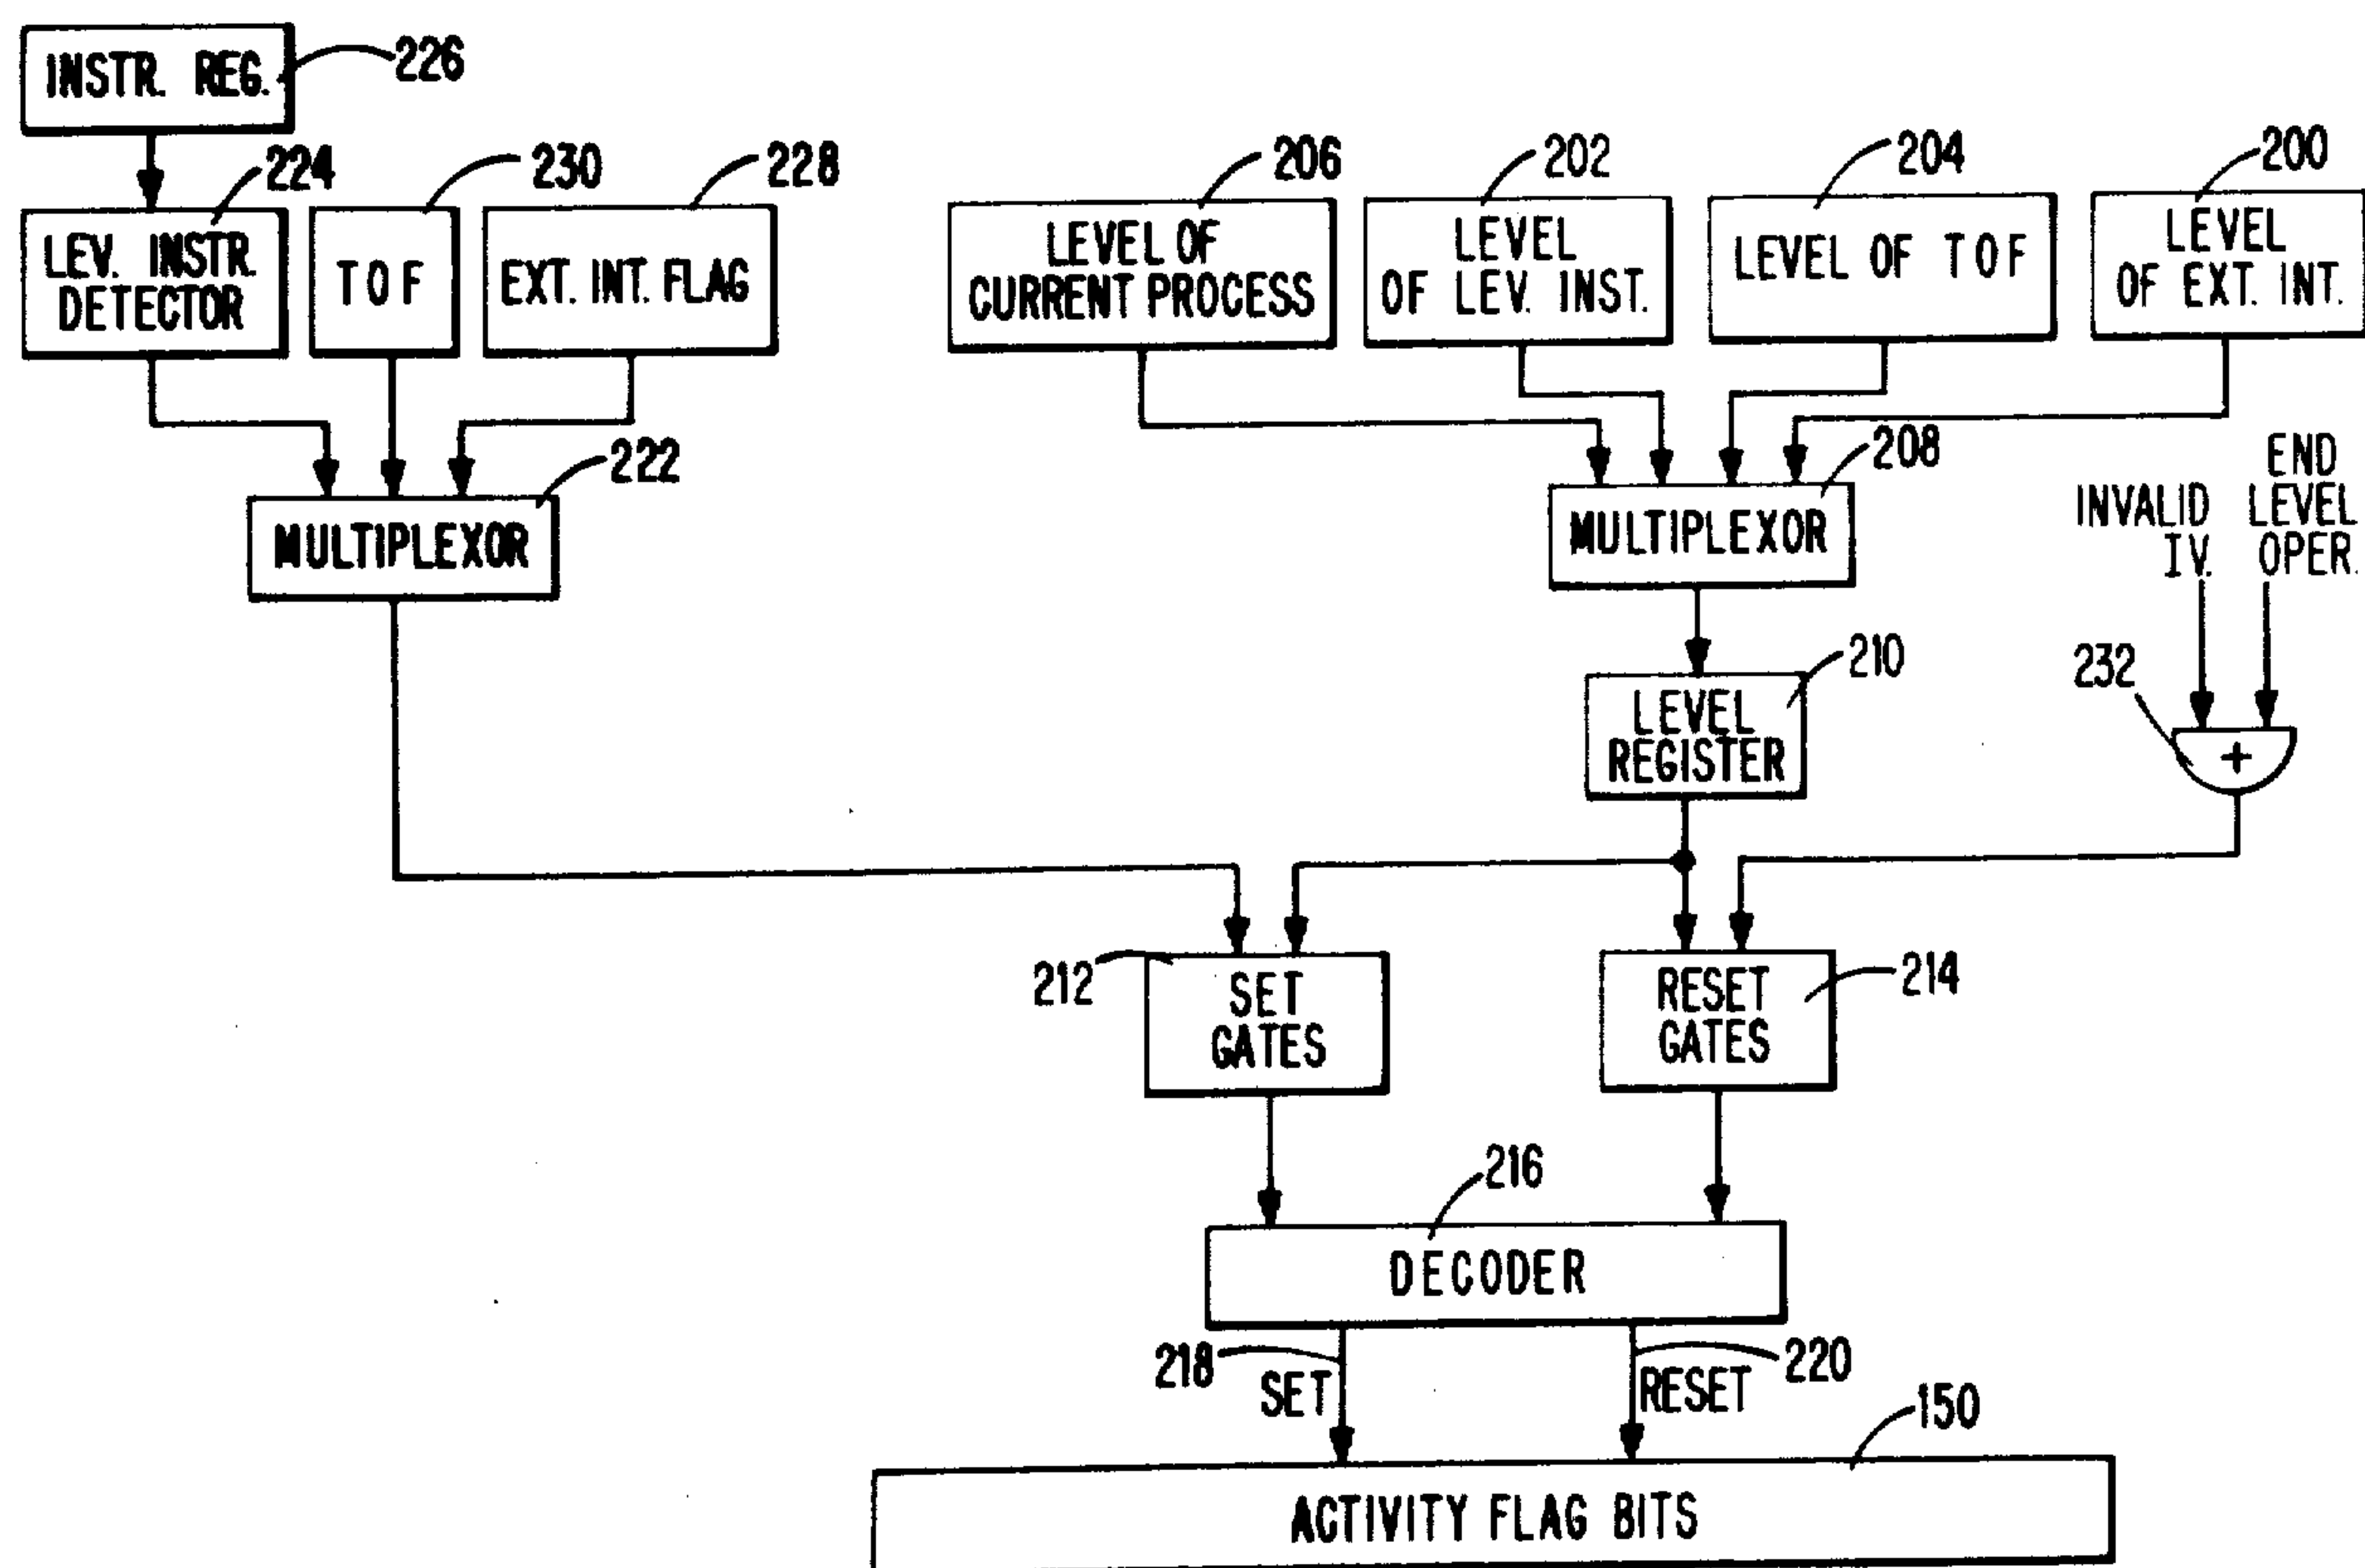 INSTR. REG.
226
224
230
228
206
202
204
200
LEV. INSTR.
DETECTOR
TOF
EXT. INT. FLAG
LEVEL OF
CURRENT PROCESS
LEVEL
OF LEV. INST.
LEVEL OF TOF
LEVEL
OF EXT. INT.
222
MULTIPLEXOR
208
MULTIPLEXOR
INVALID
IV.
END
LEVEL
OPER.
210
LEVEL
REGISTER
232
+
212
SET
GATES
RESET
GATES
214
216
DECODER
218
SET
RESET
220
150
ACTIVITY FLAG BITS